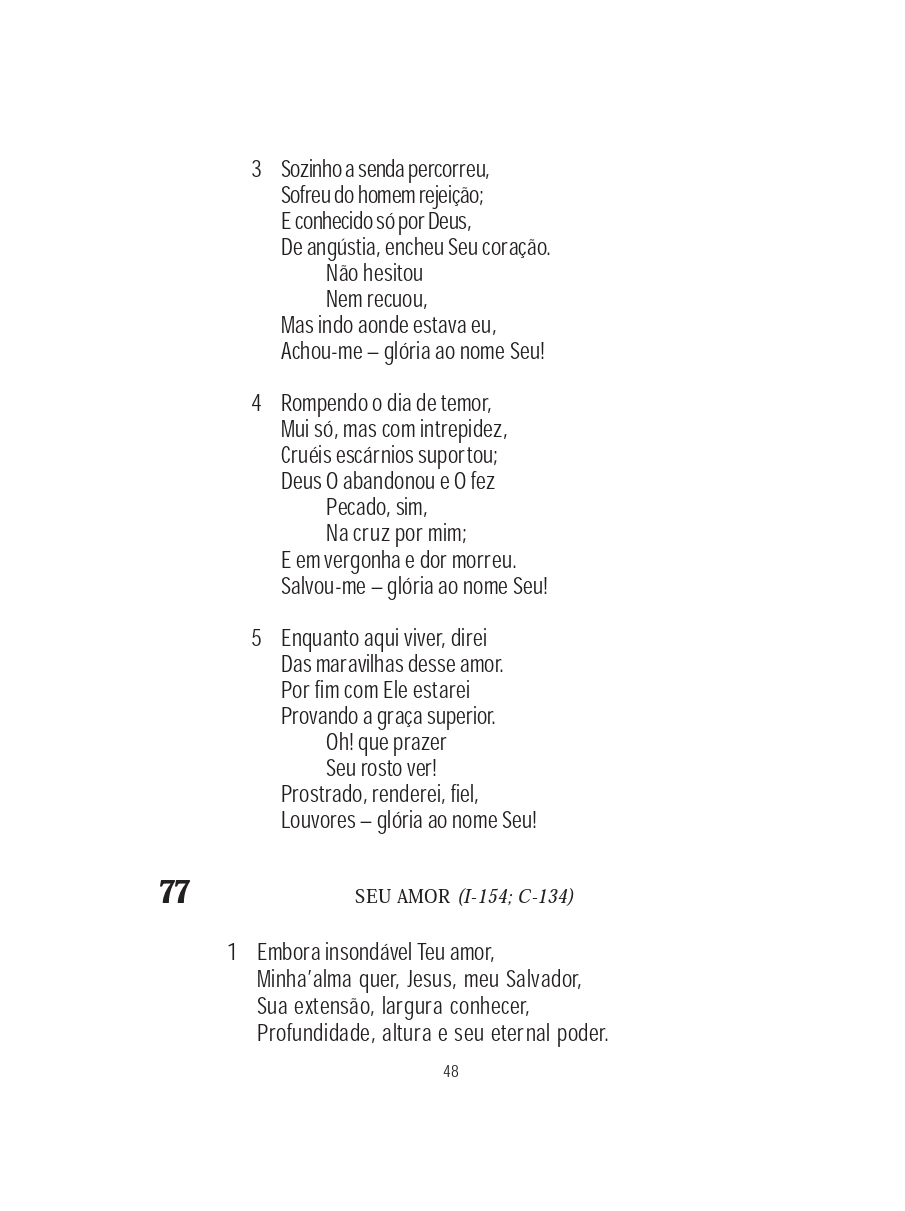 3 Sozinho a senda percorreu,
Sofreu do homem rejeição;
E conhecido só por Deus,
De angústia, encheu Seu coração.
Não hesitou
Nem recuou,
Mas indo aonde estava eu,
Achou-me – glória ao nome Seu!
4 Rompendo o dia de temor,
Mui só, mas com intrepidez,
Cruéis escárnios suportou;
Deus O abandonou e O fez
Pecado, sim,
Na cruz por mim;
E em vergonha e dor morreu.
Salvou-me – glória ao nome Seu!
5 Enquanto aqui viver, direi
Das maravilhas desse amor.
Por fim com Ele estarei
Provando a graça superior.
Oh! que prazer
Seu rosto ver!
Prostrado, renderei, fiel,
Louvores – glória ao nome Seu!
77 SEU AMOR (I-154; C-134)
1 Embora insondável Teu amor,
Minha’alma quer, Jesus, meu Salvador,
Sua extensão, largura conhecer,
Profundidade, altura e seu eternal poder.
48